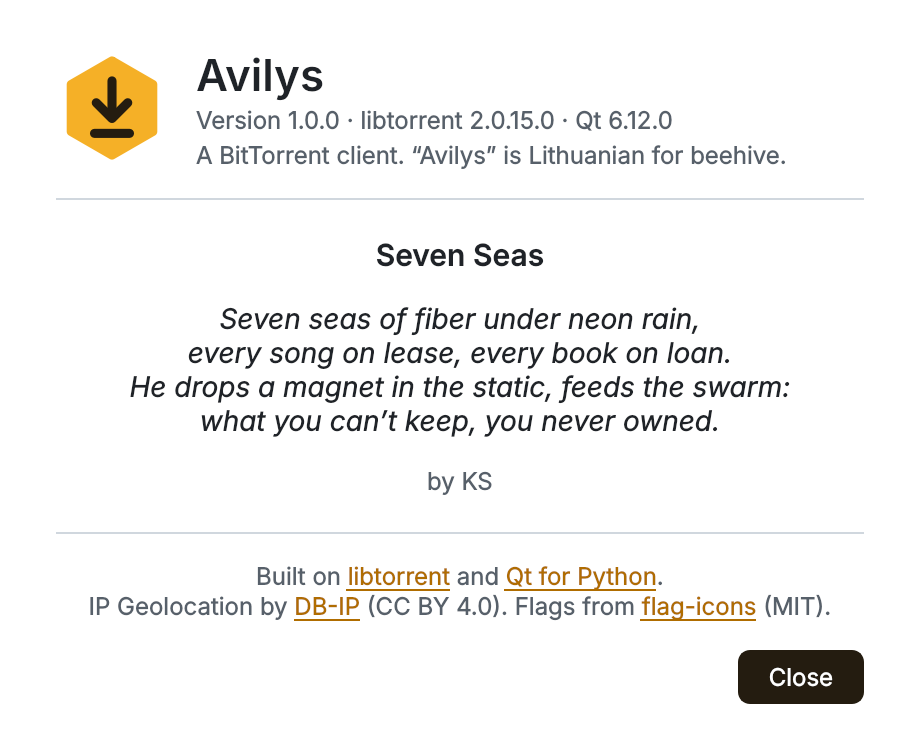 Avilys
Version 1.0.0 · libtorrent 2.0.15.0 · Qt 6.12.0
A BitTorrent client. “Avilys” is Lithuanian for beehive.
Seven Seas
Seven seas of fiber under neon rain,
every song on lease, every book on loan.
He drops a magnet in the static, feeds the swarm:
what you can’t keep, you never owned.
by KS
Built on libtorrent and Qt for Python.
IP Geolocation by DB-IP (CC BY 4.0). Flags from flag-icons (MIT).
Close